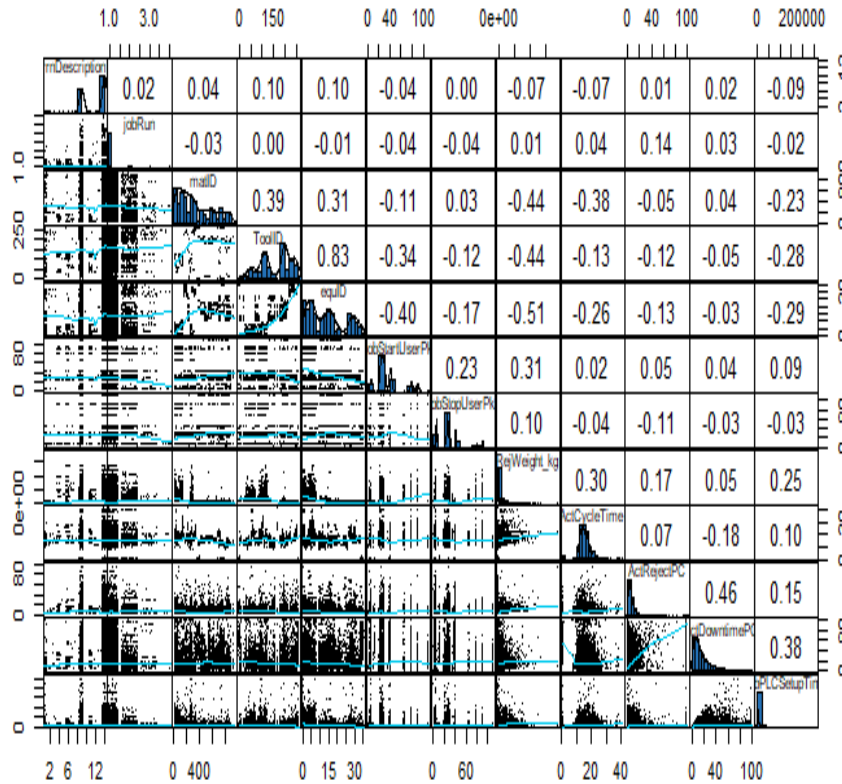 1.0 3.0 0 150 0 40 100 0e+00 0 40 100 0 200000
rmDescription 0.02 0.04 0.10 0.10 -0.04 0.00 -0.07 -0.07 0.01 0.02 -0.09
jobRun -0.03 0.00 -0.01 -0.04 -0.04 0.01 0.04 0.14 0.03 -0.02
1.0
matID 0.39 0.31 -0.11 0.03 -0.44 -0.38 -0.05 0.04 -0.23
0 250
ToolID 0.83 -0.34 -0.12 -0.44 -0.13 -0.12 -0.05 -0.28
equID -0.40 -0.17 -0.51 -0.26 -0.13 -0.03 -0.29
0 80
obStartUserPk 0.23 0.31 0.02 0.05 0.04 0.09
obStopUserPk 0.10 -0.04 -0.11 -0.03 -0.03
0e+00
RejWeight_kg 0.30 0.17 0.05 0.25
ActCycleTime 0.07 -0.18 0.10
0 80
ActRejectPC 0.46 0.15
ctDowntimePC 0.38
0
PLCSetupTim
2 6 12 0 400 0 15 30 0 60 0 20 40 0 40 100